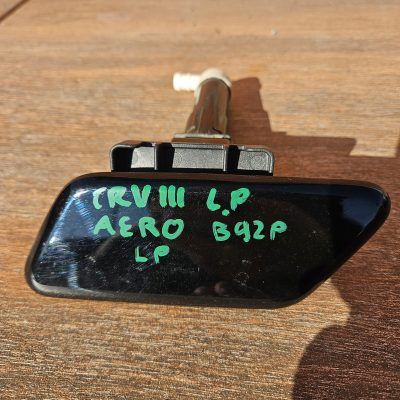 CRV III L.P
AERO B92P
LP